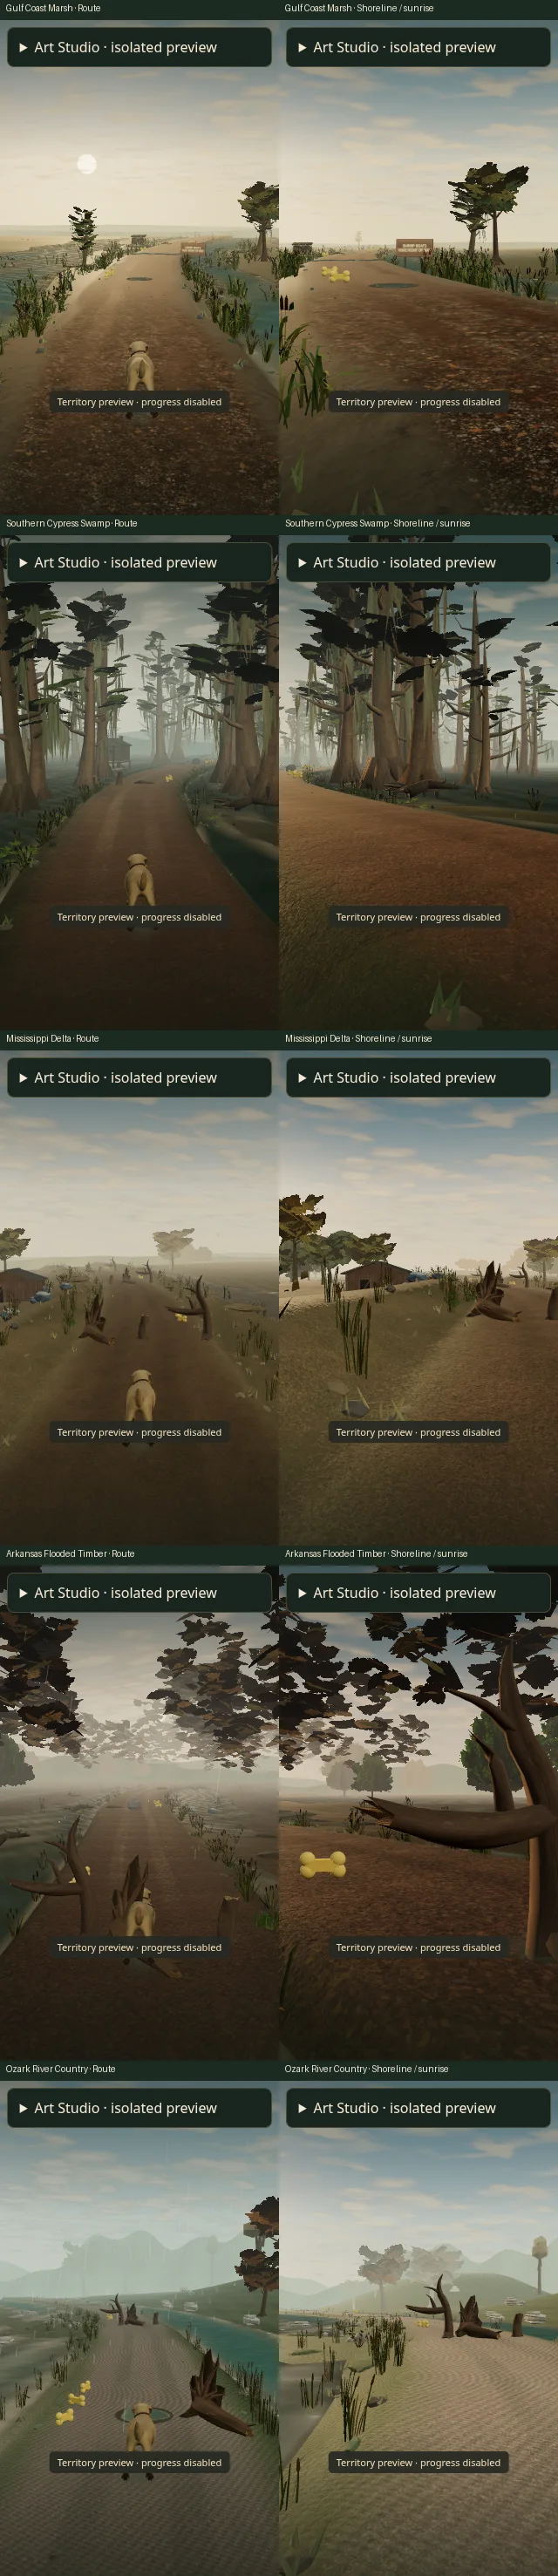 Gulf Coast Marsh · Route
Gulf Coast Marsh · Shoreline / sunrise
▶ Art Studio · isolated preview
▶ Art Studio · isolated preview
Territory preview · progress disabled
Territory preview · progress disabled
Southern Cypress Swamp · Route
Southern Cypress Swamp · Shoreline / sunrise
▶ Art Studio · isolated preview
▶ Art Studio · isolated preview
Territory preview · progress disabled
Territory preview · progress disabled
Mississippi Delta · Route
Mississippi Delta · Shoreline / sunrise
▶ Art Studio · isolated preview
▶ Art Studio · isolated preview
Territory preview · progress disabled
Territory preview · progress disabled
Arkansas Flooded Timber · Route
Arkansas Flooded Timber · Shoreline / sunrise
▶ Art Studio · isolated preview
▶ Art Studio · isolated preview
Territory preview · progress disabled
Territory preview · progress disabled
Ozark River Country · Route
Ozark River Country · Shoreline / sunrise
▶ Art Studio · isolated preview
▶ Art Studio · isolated preview
Territory preview · progress disabled
Territory preview · progress disabled